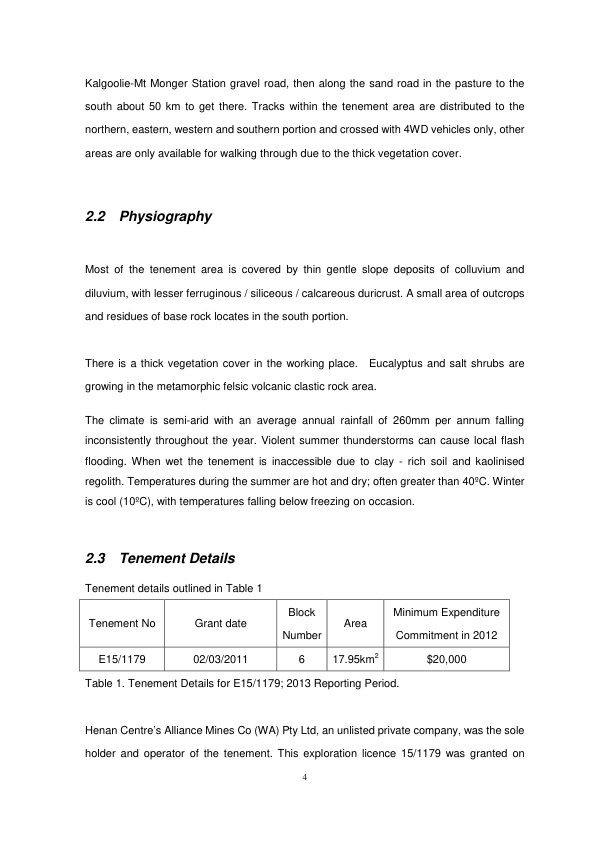 Kalgoolie-Mt Monger Station gravel road, then along the sand road in the pasture to the
south about 50 km to get there. Tracks within the tenement area are distributed to the
northern, eastern, western and southern portion and crossed with 4WD vehicles only, other
areas are only available for walking through due to the thick vegetation cover.
2.2 Physiography
Most of the tenement area is covered by thin gentle slope deposits of colluvium and
diluvium, with lesser ferruginous / siliceous / calcareous duricrust. A small area of outcrops
and residues of base rock locates in the south portion.
There is a thick vegetation cover in the working place. Eucalyptus and salt shrubs are
growing in the metamorphic felsic volcanic clastic rock area.
The climate is semi-arid with an average annual rainfall of 260mm per annum falling
inconsistently throughout the year. Violent summer thunderstorms can cause local flash
flooding. When wet the tenement is inaccessible due to clay - rich soil and kaolinised
regolith. Temperatures during the summer are hot and dry; often greater than 40ºC. Winter
is cool (10ºC), with temperatures falling below freezing on occasion.
2.3 Tenement Details
Tenement details outlined in Table 1
Tenement No Grant date Block Number Area Minimum Expenditure Commitment in 2012
E15/1179 02/03/2011 6 17.95km² $20,000
Table 1. Tenement Details for E15/1179; 2013 Reporting Period.
Henan Centre's Alliance Mines Co (WA) Pty Ltd, an unlisted private company, was the sole
holder and operator of the tenement. This exploration licence 15/1179 was granted on
4